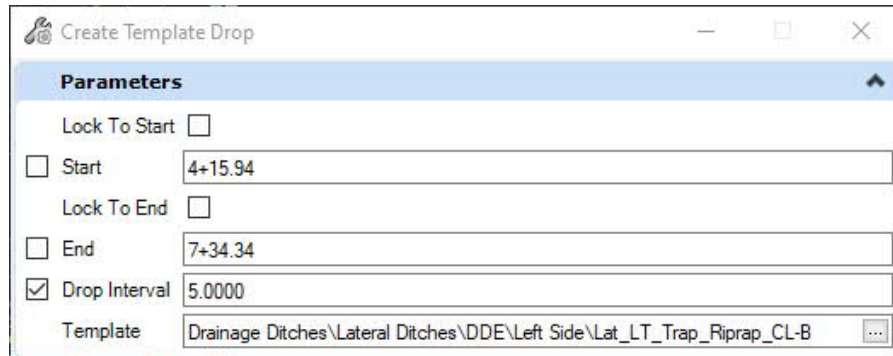 Create Template Drop
Parameters
Lock To Start
Start 4+15.94
Lock To End
End 7+34.34
Drop Interval 5.0000
Template Drainage Ditches\Lateral Ditches\DDE\Left Side\Lat_LT_Trap_Riprap_CL-B ...